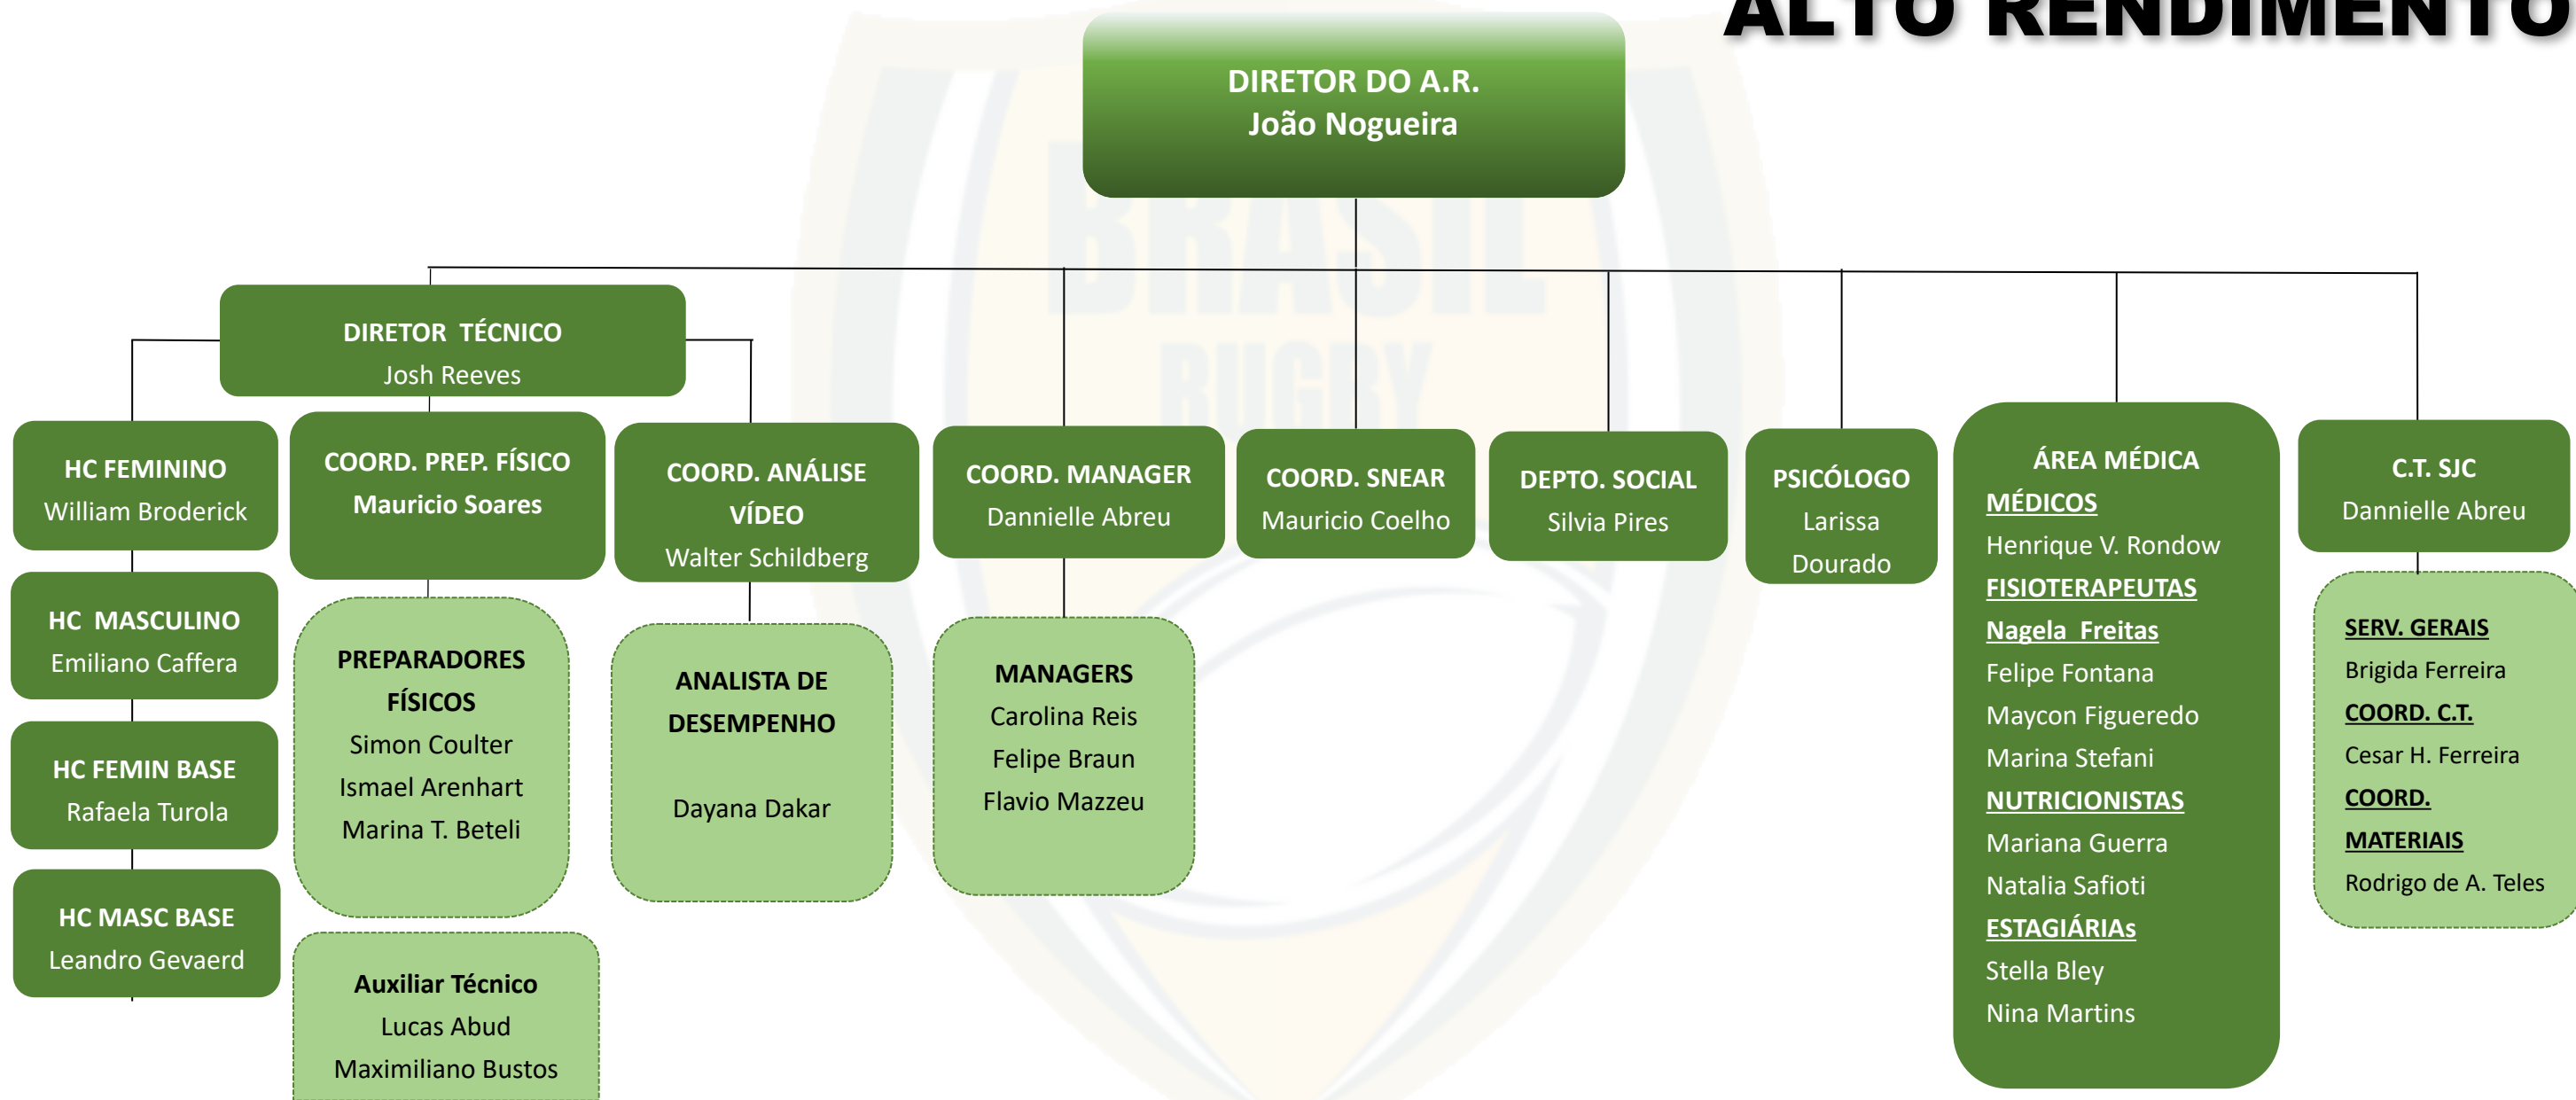 ALTO RENDIMENTO
DIRETOR DO A.R.
João Nogueira
BRASIL
RUGBY
DIRETOR TÉCNICO
Josh Reeves
HC FEMININO
William Broderick
HC MASCULINO
Emiliano Caffera
HC FEMIN BASE
Rafaela Turola
HC MASC BASE
Leandro Gevaerd
COORD. PREP. FÍSICO
Mauricio Soares
PREPARADORES
FÍSICOS
Simon Coulter
Ismael Arenhart
Marina T. Beteli
Auxiliar Técnico
Lucas Abud
Maximiliano Bustos
COORD. ANÁLISE
VÍDEO
Walter Schildberg
ANALISTA DE
DESEMPENHO
Dayana Dakar
COORD. MANAGER
Dannielle Abreu
MANAGERS
Carolina Reis
Felipe Braun
Flavio Mazzeu
COORD. SNEAR
Mauricio Coelho
DEPTO. SOCIAL
Silvia Pires
PSICÓLOGO
Larissa
Dourado
ÁREA MÉDICA
MÉDICOS
Henrique V. Rondow
FISIOTERAPEUTAS
Nagela Freitas
Felipe Fontana
Maycon Figueredo
Marina Stefani
NUTRICIONISTAS
Mariana Guerra
Natalia Safioti
ESTAGIÁRIAs
Stella Bley
Nina Martins
C.T. SJC
Dannielle Abreu
SERV. GERAIS
Brigida Ferreira
COORD. C.T.
Cesar H. Ferreira
COORD.
MATERIAIS
Rodrigo de A. Teles